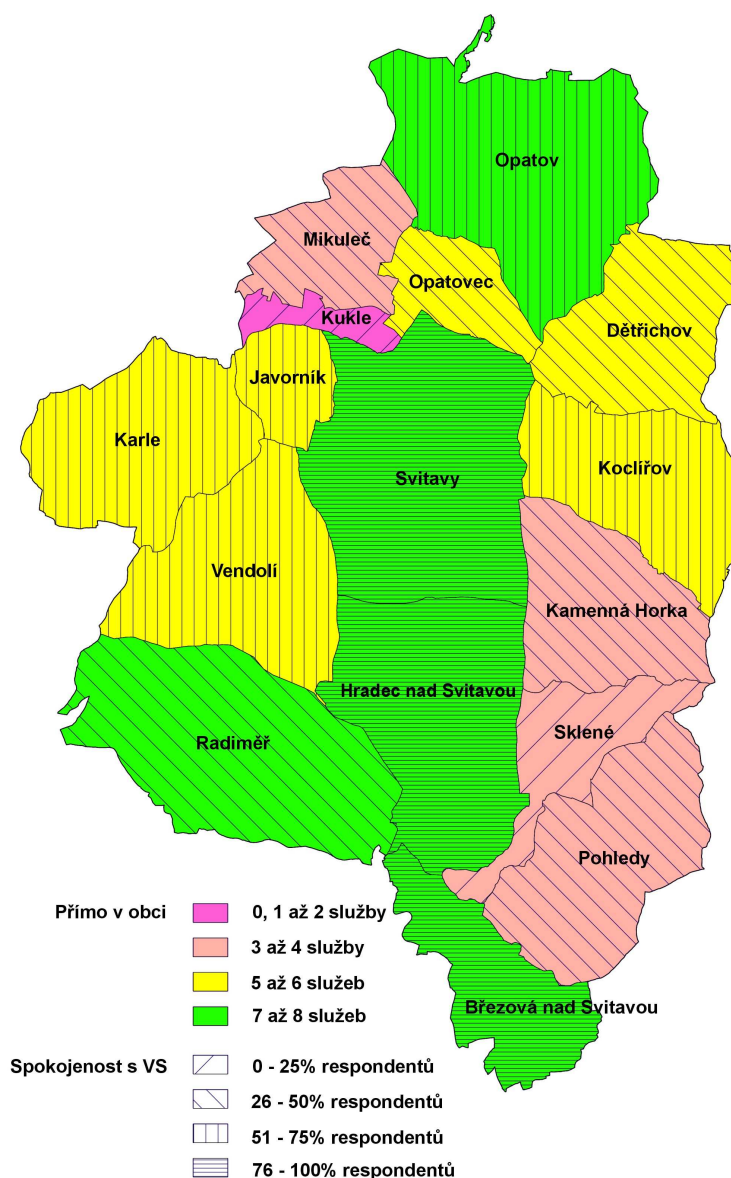 Opatov
Mikuleč
Opatovec
Kukle
Dětřichov
Javorník
Karle
Koclířov
Svitavy
Vendolí
Kamenná Horka
Hradec nad Svitavou
Sklené
Radiměř
Pohledy
Březová nad Svitavou
Přímo v obci
0, 1 až 2 služby
3 až 4 služby
5 až 6 služeb
7 až 8 služeb
Spokojenost s VS
0 - 25% respondentů
26 - 50% respondentů
51 - 75% respondentů
76 - 100% respondentů